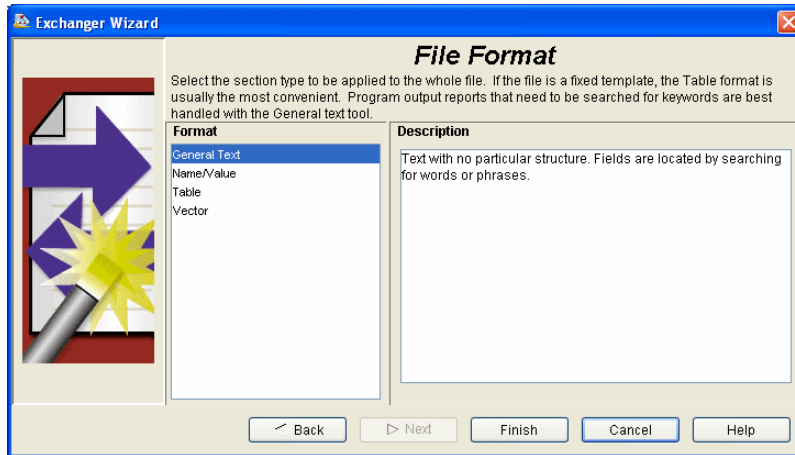 Exchanger Wizard
File Format
Select the section type to be applied to the whole file. If the file is a fixed template, the Table format is
usually the most convenient. Program output reports that need to be searched for keywords are best
handled with the General text tool.
Format
General Text
Name/Value
Table
Vector
Description
Text with no particular structure. Fields are located by searching
for words or phrases.
Back
Next
Finish
Cancel
Help